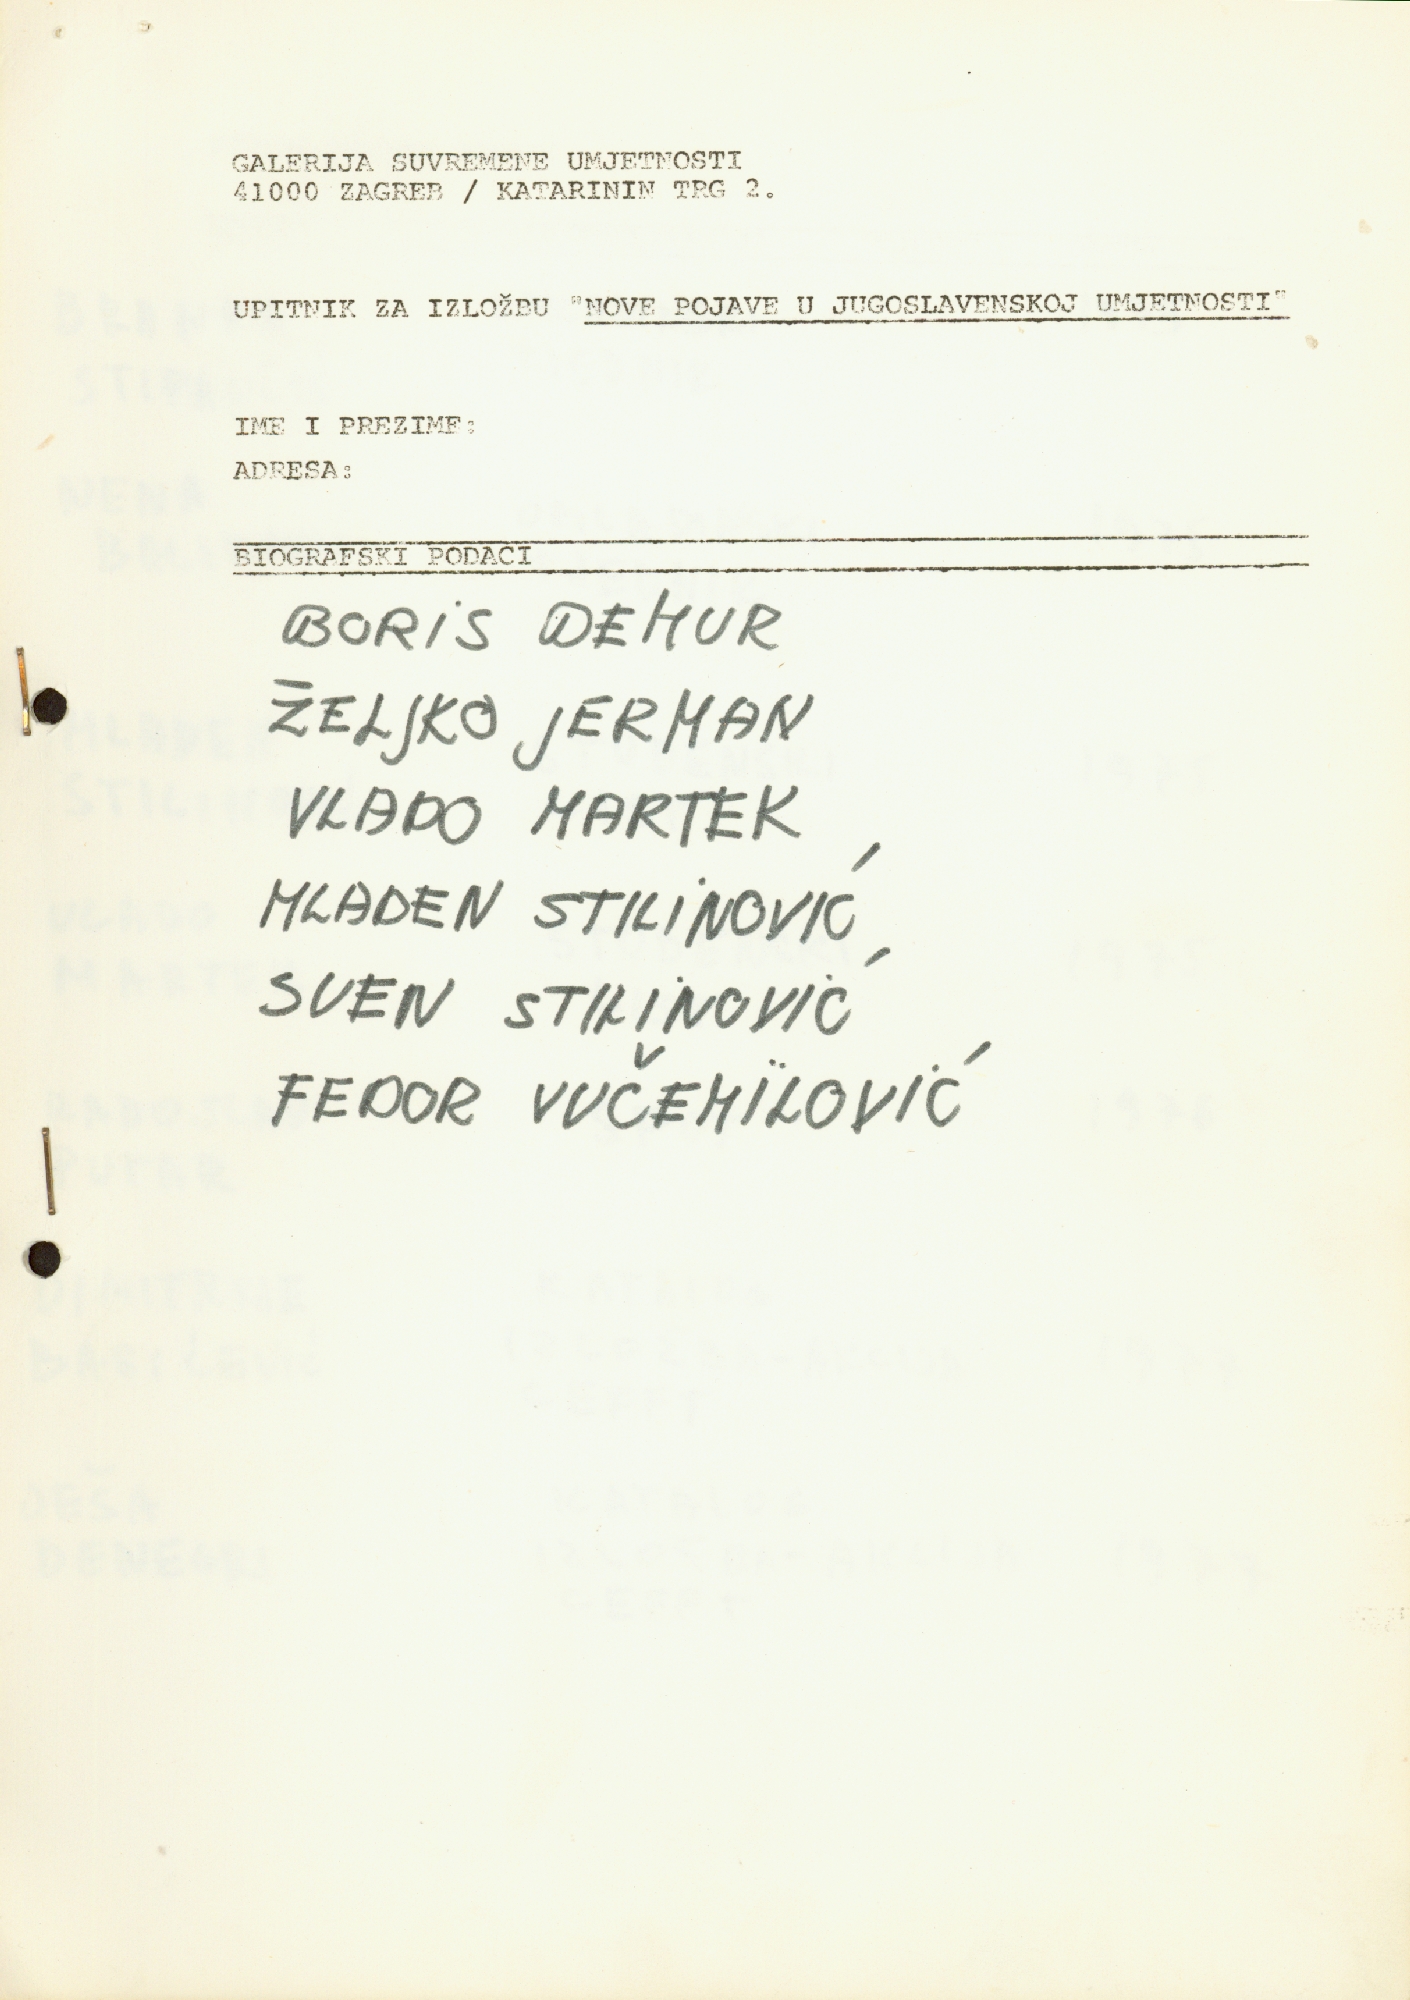 GALERIJA SUVREMENE UMJETNOSTI
41000 ZAGREB / KATARININ TRG 2.
UPITNIK ZA IZLOŽBU "NOVE POJAVE U JUGOSLAVENSKOJ UMJETNOSTI"
IME I PREZIME:
ADRESA:
BIOGRAFSKI PODACI
BORIS DEMUR
ŽELJKO JERMAN
VLADO MARTEK
MLADEN STILINOVIĆ
SVEN STILINOVIĆ
FEDOR VUČEMILOVIĆ